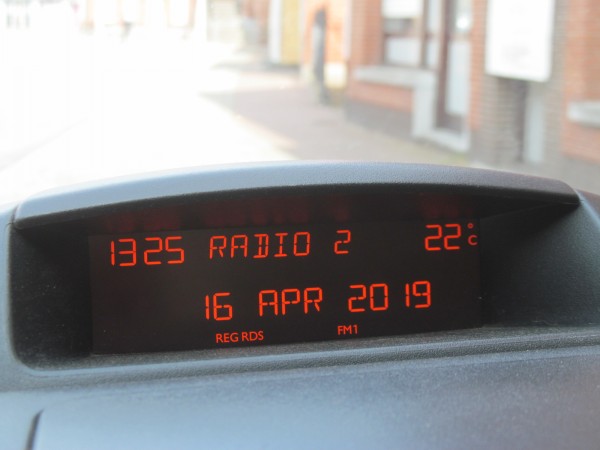 1325 RADIO 2 22°C
16 APR 2019
REG RDS FM1